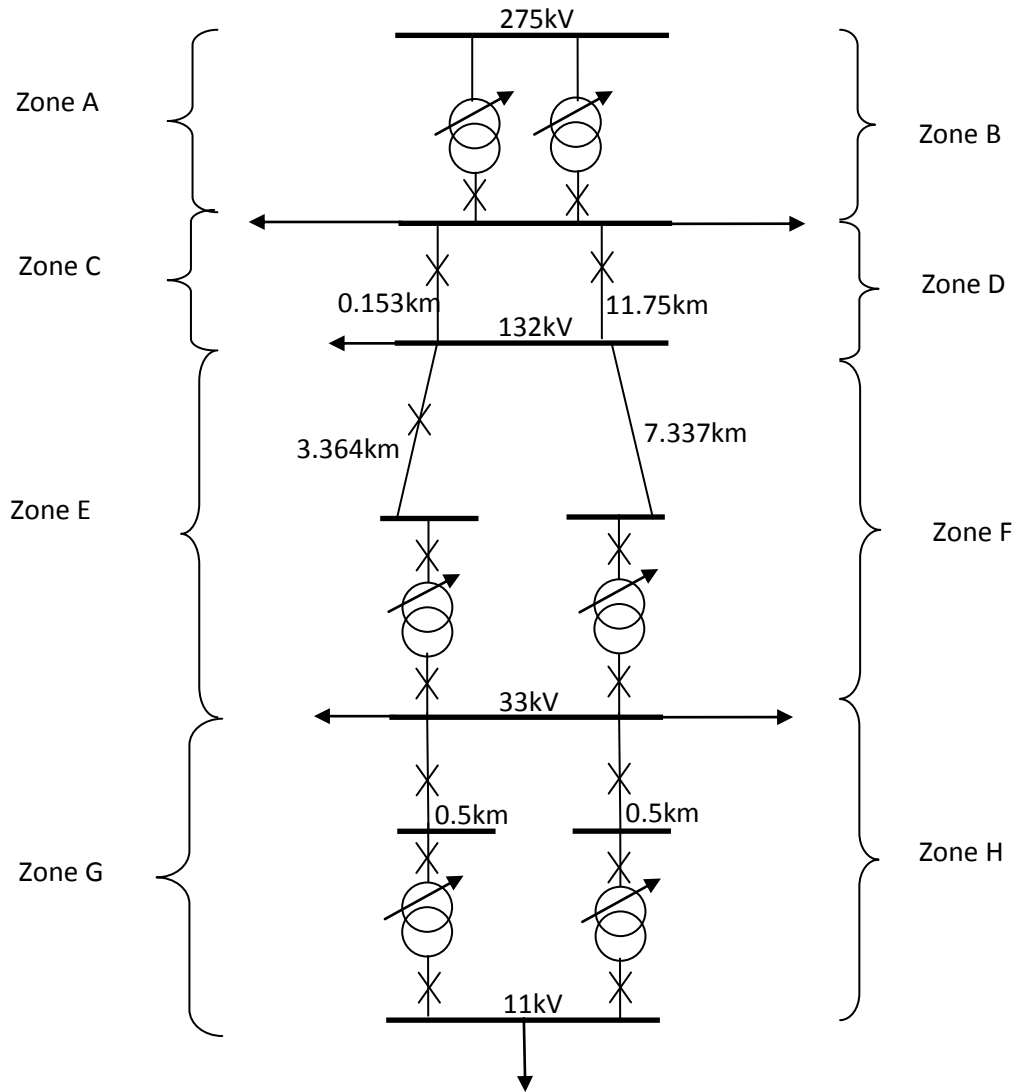 275kV
Zone A
Zone B
Zone C
Zone D
0.153km
11.75km
132kV
3.364km
7.337km
Zone E
Zone F
33kV
0.5km
0.5km
Zone G
Zone H
11kV